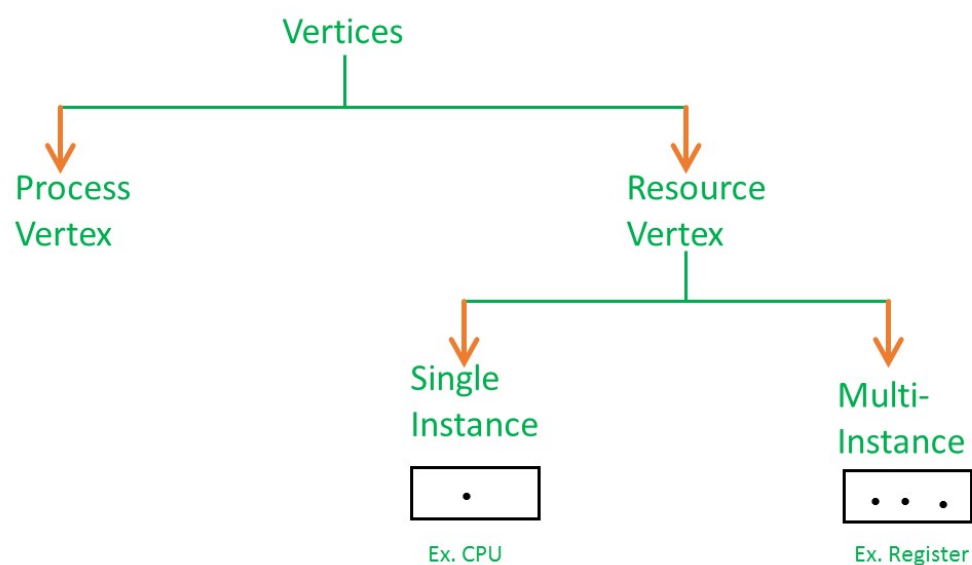 Vertices
Process
Vertex
Resource
Vertex
Single
Instance
Multi-
Instance
Ex. CPU
Ex. Register